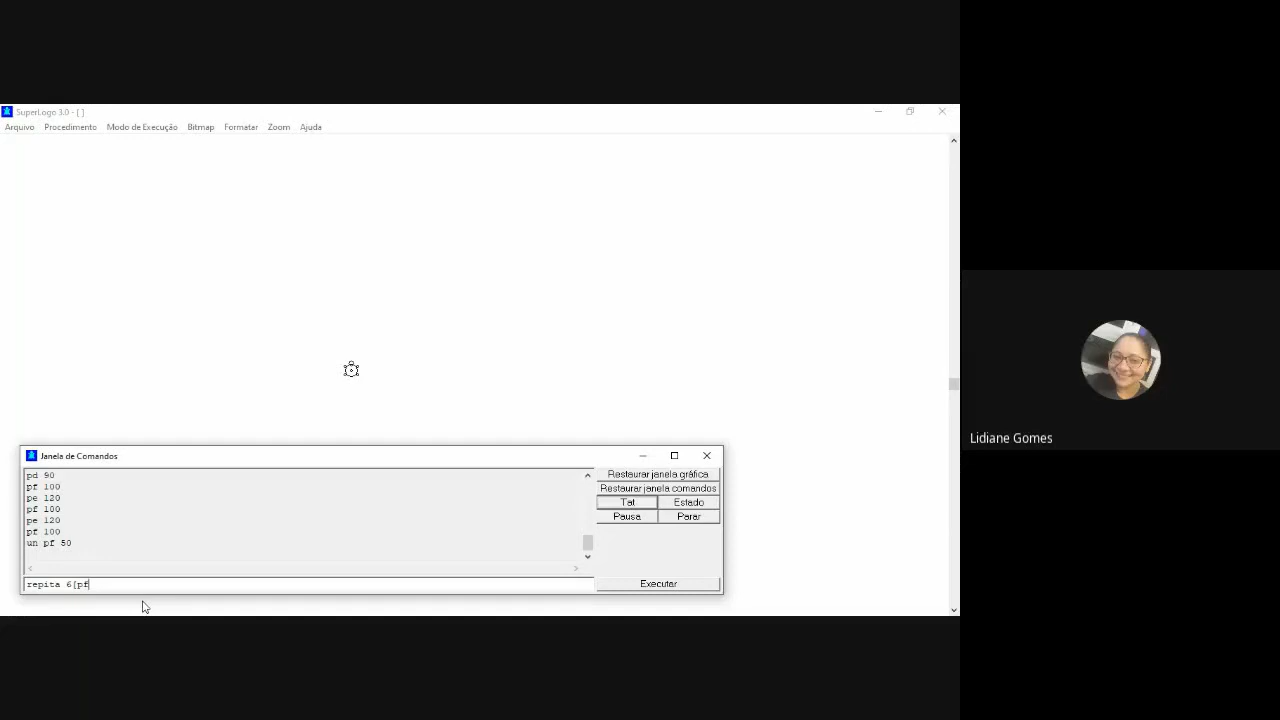 SuperLogo 3.0 - [ ]
Arquivo Procedimento Modo de Execução Bitmap Formatar Zoom Ajuda
Janela de Comandos
pd 90
pf 100
pe 120
pf 100
pe 120
pf 100
un pf 50
repita 6[pf
Restaurar janela gráfica
Restaurar janela comandos
Tat Estado
Pausa Parar
Executar
Lidiane Gomes